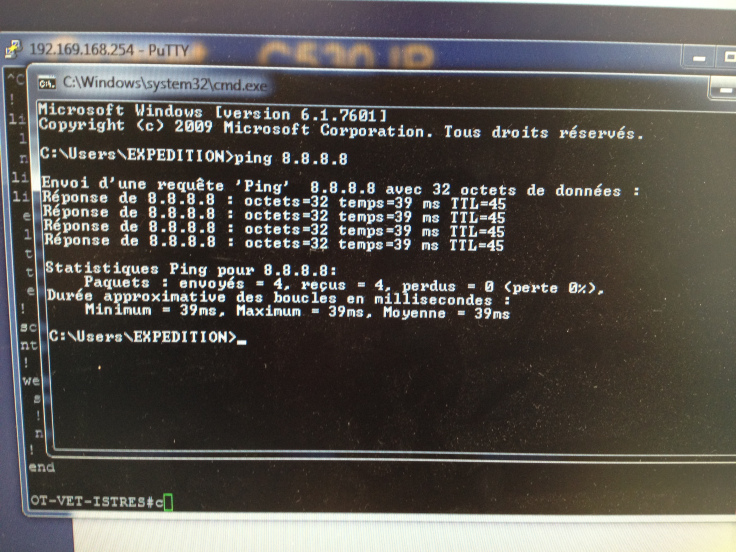 192.169.168.254 - PuTTY
C:\Windows\system32\cmd.exe
Microsoft Windows [version 6.1.7601]
Copyright (c) 2009 Microsoft Corporation. Tous droits réservés.
C:\Users\EXPEDITION>ping 8.8.8.8
Envoi d'une requête 'Ping'  8.8.8.8 avec 32 octets de données :
Réponse de 8.8.8.8 : octets=32 temps=39 ms TTL=45
Réponse de 8.8.8.8 : octets=32 temps=39 ms TTL=45
Réponse de 8.8.8.8 : octets=32 temps=39 ms TTL=45
Réponse de 8.8.8.8 : octets=32 temps=39 ms TTL=45
Statistiques Ping pour 8.8.8.8:
Paquets : envoyés = 4, reçus = 4, perdus = 0 (perte 0%),
Durée approximative des boucles en millisecondes :
Minimum = 39ms, Maximum = 39ms, Moyenne = 39ms
C:\Users\EXPEDITION>
^C
!
li
l
n
li
li
e
l
t
t
e
!
sc
nt
!
we
s
!
n
!
end
OT-VET-ISTRES#c